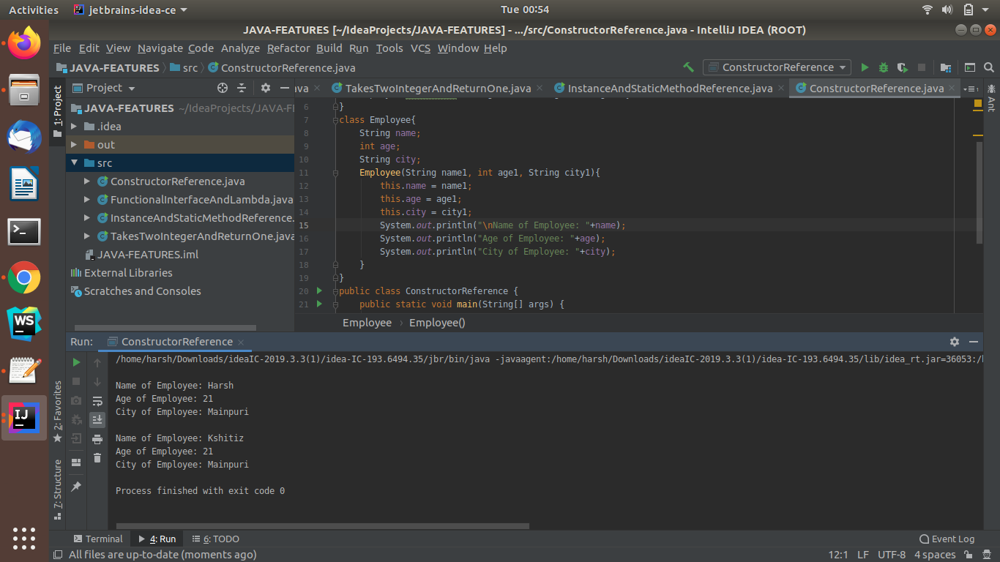 Activities jetbrains-idea-ce Tue 00:54
JAVA-FEATURES [~/IdeaProjects/JAVA-FEATURES] - .../src/ConstructorReference.java - IntelliJ IDEA (ROOT)
File Edit View Navigate Code Analyze Refactor Build Run Tools VCS Window Help
JAVA-FEATURES src ConstructorReference.java ConstructorReference
Project ava TakesTwoIntegerAndReturnOne.java InstanceAndStaticMethodReference.java ConstructorReference.java
1: Project
Ant
JAVA-FEATURES ~/IdeaProjects/JAVA-FE
.idea
out
src
ConstructorReference.java
FunctionalInterfaceAndLambda.java
InstanceAndStaticMethodReference.
TakesTwoIntegerAndReturnOne.java
JAVA-FEATURES.iml
External Libraries
Scratches and Consoles
6 }
7 class Employee{
8 String name;
9 int age;
10 String city;
11 Employee(String name1, int age1, String city1){
12 this.name = name1;
13 this.age = age1;
14 this.city = city1;
15 System.out.println("\nName of Employee: "+name);
16 System.out.println("Age of Employee: "+age);
17 System.out.println("City of Employee: "+city);
18 }
19 }
20 public class ConstructorReference {
21 public static void main(String[] args) {
Employee Employee()
Run: ConstructorReference
/home/harsh/Downloads/ideaIC-2019.3.3(1)/idea-IC-193.6494.35/jbr/bin/java -javaagent:/home/harsh/Downloads/ideaIC-2019.3.3(1)/idea-IC-193.6494.35/lib/idea_rt.jar=36053:/h
Name of Employee: Harsh
Age of Employee: 21
City of Employee: Mainpuri
Name of Employee: Kshitiz
Age of Employee: 21
City of Employee: Mainpuri
Process finished with exit code 0
2: Favorites
7: Structure
WS
IJ
Terminal 4: Run 6: TODO Event Log
All files are up-to-date (moments ago) 12:1 LF UTF-8 4 spaces